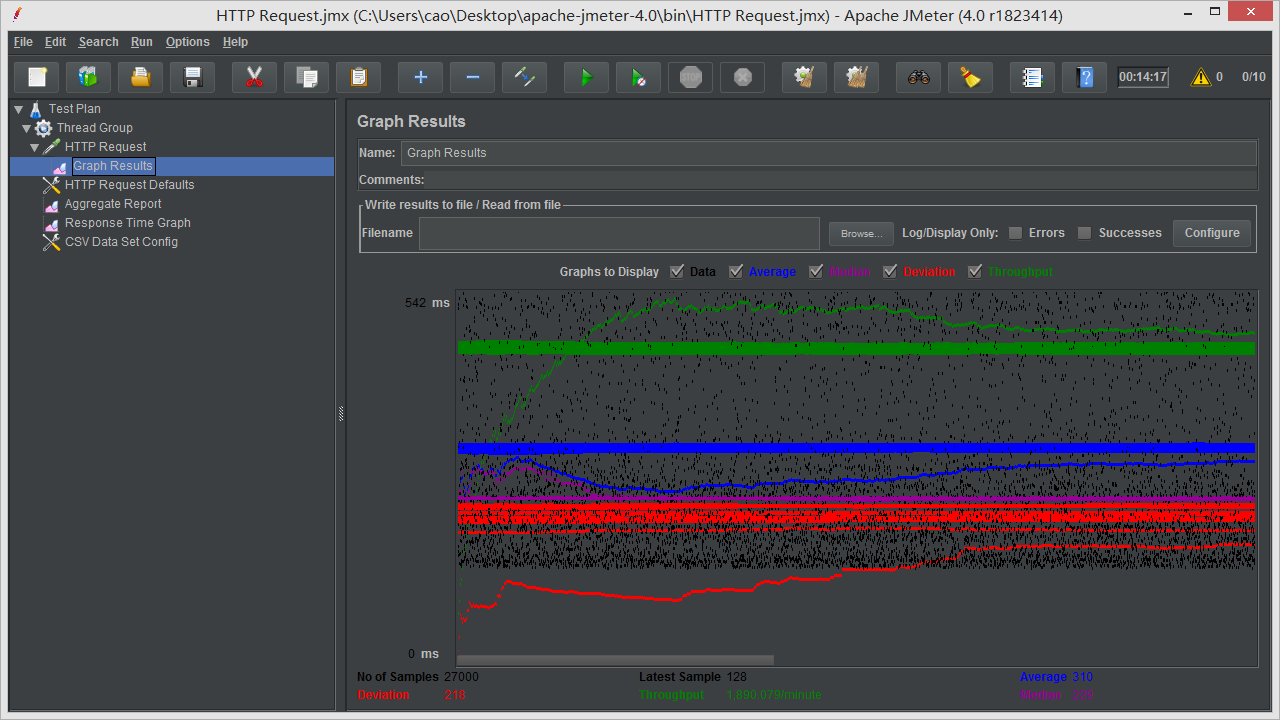 HTTP Request.jmx (C:\Users\cao\Desktop\apache-jmeter-4.0\bin\HTTP Request.jmx) - Apache JMeter (4.0 r1823414)
File Edit Search Run Options Help
STOP 00:14:17 0 0/10
Test Plan
Thread Group
HTTP Request
Graph Results
HTTP Request Defaults
Aggregate Report
Response Time Graph
CSV Data Set Config
Graph Results
Name: Graph Results
Comments:
Write results to file / Read from file
Filename Browse... Log/Display Only: Errors Successes Configure
Graphs to Display Data Average Median Deviation Throughput
542 ms
0 ms
No of Samples 27000 Latest Sample 128 Average 310
Deviation 218 Throughput 1,890.079/minute Median